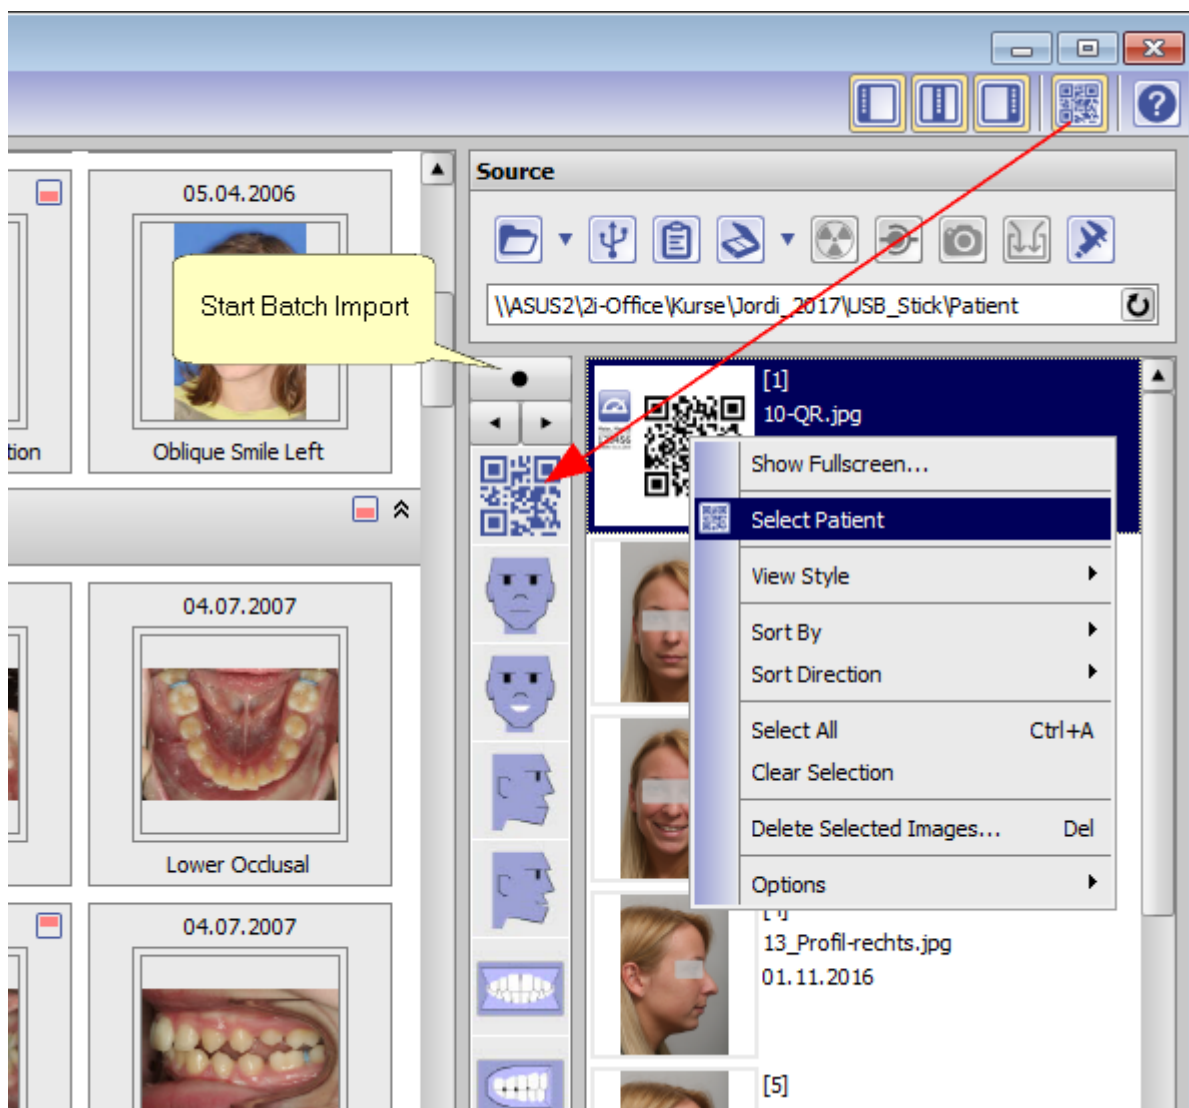 Source
05.04.2006
Start Batch Import
\\ASUS2\2i-Office\Kurse\Jordi_2017\USB_Stick\Patient
tion
Oblique Smile Left
[1]
10-QR.jpg
Show Fullscreen...
Select Patient
View Style
Sort By
Sort Direction
Select All Ctrl+A
Clear Selection
Delete Selected Images... Del
Options
04.07.2007
Lower Occlusal
04.07.2007
13_Profil-rechts.jpg
01.11.2016
[5]